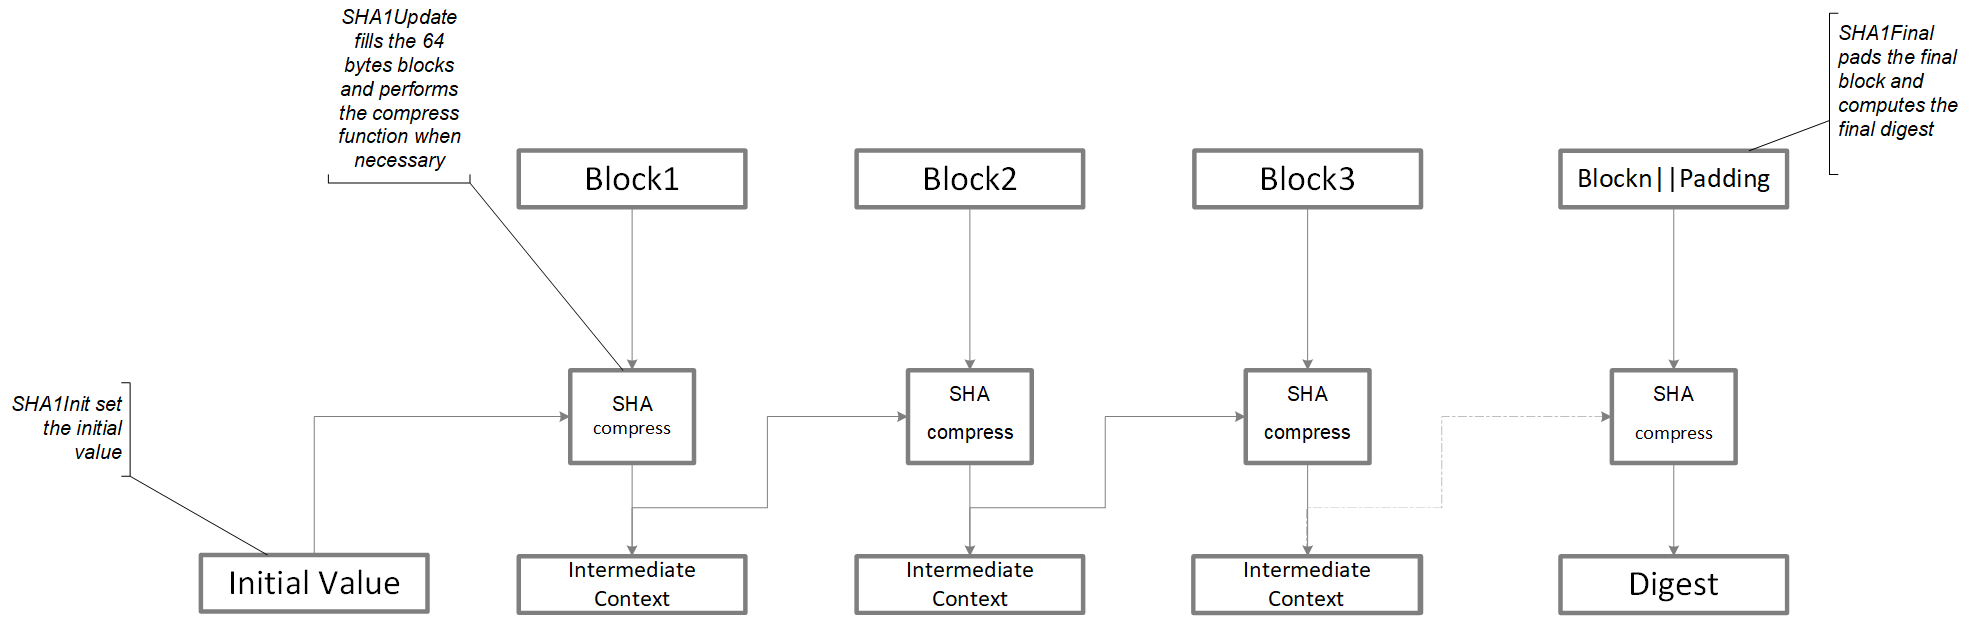 SHA1Update
fills the 64
bytes blocks
and performs
the compress
function when
necessary
SHA1Final
pads the final
block and
computes the
final digest
Block1
Block2
Block3
Blockn||Padding
SHA1Init set
the initial
value
SHA
compress
SHA
compress
SHA
compress
SHA
compress
Initial Value
Intermediate
Context
Intermediate
Context
Intermediate
Context
Digest